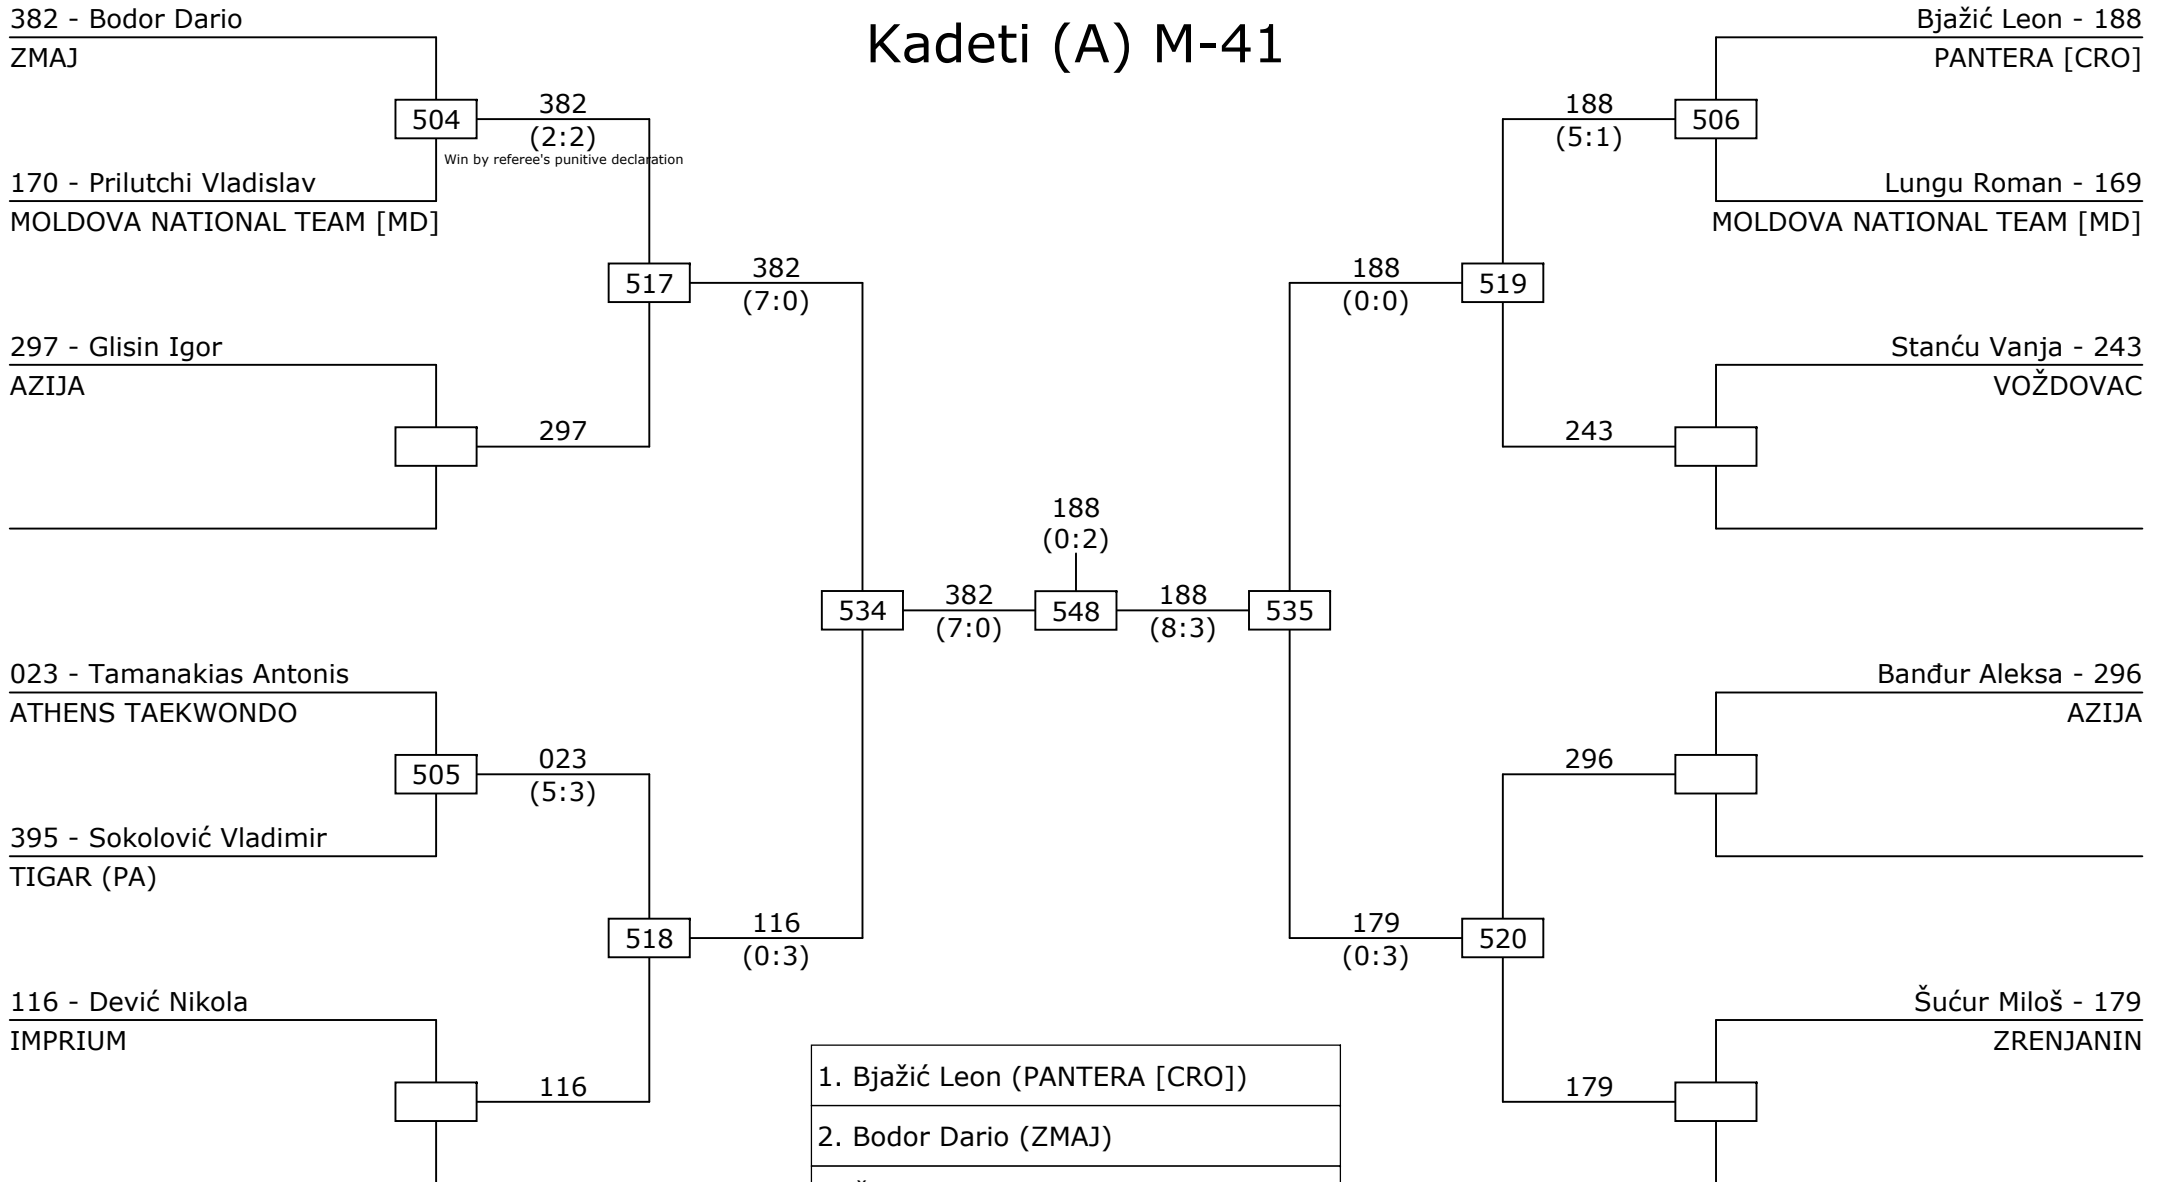 Kadeti (A) M-41
382 - Bodor Dario
ZMAJ
504
382
(2:2)
Win by referee's punitive declaration
170 - Prilutchi Vladislav
MOLDOVA NATIONAL TEAM [MD]
517
382
(7:0)
297 - Glisin Igor
AZIJA
297
023 - Tamanakias Antonis
ATHENS TAEKWONDO
505
023
(5:3)
395 - Sokolović Vladimir
TIGAR (PA)
518
116
(0:3)
116 - Dević Nikola
IMPRIUM
116
534
382
(7:0)
188
(0:2)
548
188
(8:3)
535
Bjažić Leon - 188
PANTERA [CRO]
188
(5:1)
506
Lungu Roman - 169
MOLDOVA NATIONAL TEAM [MD]
188
(0:0)
519
Stanću Vanja - 243
VOŽDOVAC
243
Banđur Aleksa - 296
AZIJA
296
179
(0:3)
520
Šućur Miloš - 179
ZRENJANIN
179
1. Bjažić Leon (PANTERA [CRO])
2. Bodor Dario (ZMAJ)